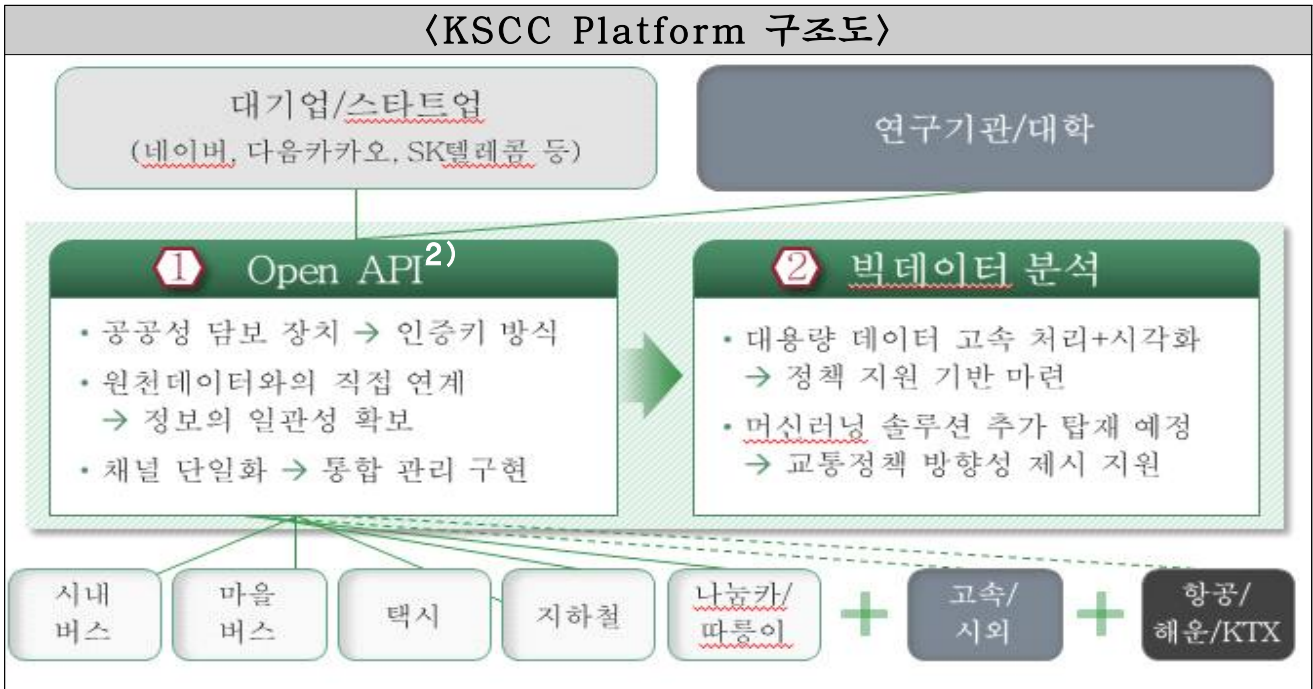 〈KSCC Platform 구조도〉
대기업/스타트업
(네이버, 다음카카오, SK텔레콤 등)
연구기관/대학
1 Open API2)
• 공공성 담보 장치 → 인증키 방식
• 원천데이터와의 직접 연계
→ 정보의 일관성 확보
• 채널 단일화 → 통합 관리 구현
2 빅데이터 분석
• 대용량 데이터 고속 처리+시각화
→ 정책 지원 기반 마련
• 머신러닝 솔루션 추가 탑재 예정
→ 교통정책 방향성 제시 지원
시내
버스
마을
버스
택시
지하철
나눔카/
따릉이
+
고속/
시외
+
항공/
해운/KTX